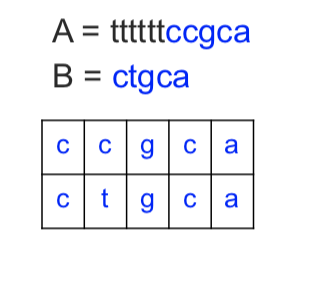 A = ttttttccgca
B = ctgca
c c g c a
c t g c a